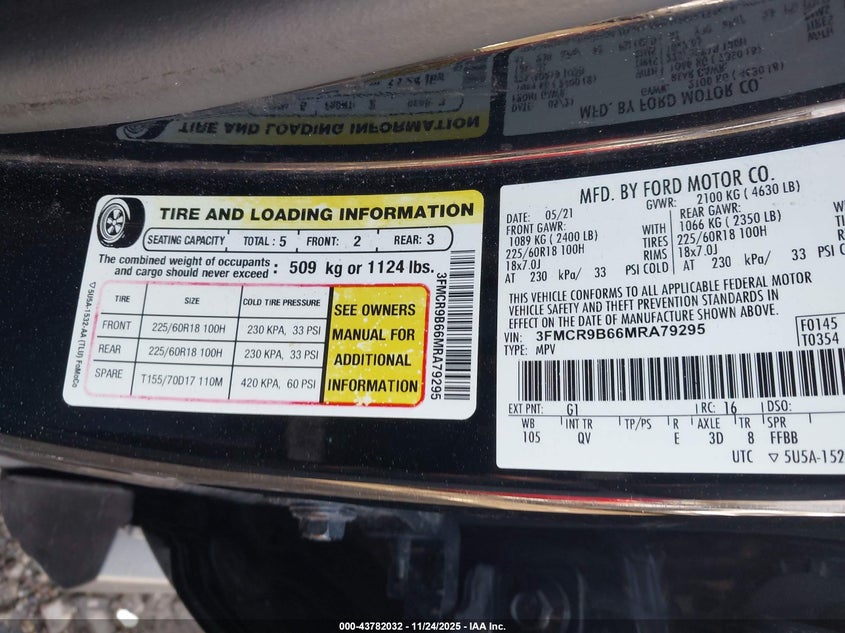 TIRE AND LOADING INFORMATION
SEATING CAPACITY TOTAL : 5 FRONT: 2 REAR: 3
The combined weight of occupants
and cargo should never exceed : 509 kg or 1124 lbs.
TIRE SIZE COLD TIRE PRESSURE
FRONT 225/60R18 100H 230 KPA, 33 PSI
REAR 225/60R18 100H 230 KPA, 33 PSI
SPARE T155/70D17 110M 420 KPA, 60 PSI
SEE OWNERS
MANUAL FOR
ADDITIONAL
INFORMATION
3FMCR9B66MRA79295
▽ 5U5A-1532-AA (TLU) FoMoCo
MFD. BY FORD MOTOR CO.
DATE: 05/21 GVWR: 2100 KG ( 4630 LB)
FRONT GAWR: REAR GAWR:
1089 KG ( 2400 LB) WITH 1066 KG ( 2350 LB) WITH
225/60R18 100H TIRES 225/60R18 100H
18x7.0J RIMS 18x7.0J
AT 230 kPa/ 33 PSI COLD AT 230 kPa/ 33 PSI CO
THIS VEHICLE CONFORMS TO ALL APPLICABLE FEDERAL MOTOR
VEHICLE SAFETY AND THEFT PREVENTION STANDARDS IN
EFFECT ON THE DATE OF MANUFACTURE SHOWN ABOVE.
VIN: 3FMCR9B66MRA79295 F0145
TYPE: MPV T0354
EXT PNT: G1 RC: 16 DSO:
WB INT TR TP/PS R AXLE TR SPR
105 QV E 3D 8 FFBB
UTC ▽ 5U5A-152
000-43782032 - 11/24/2025 - IAA Inc.